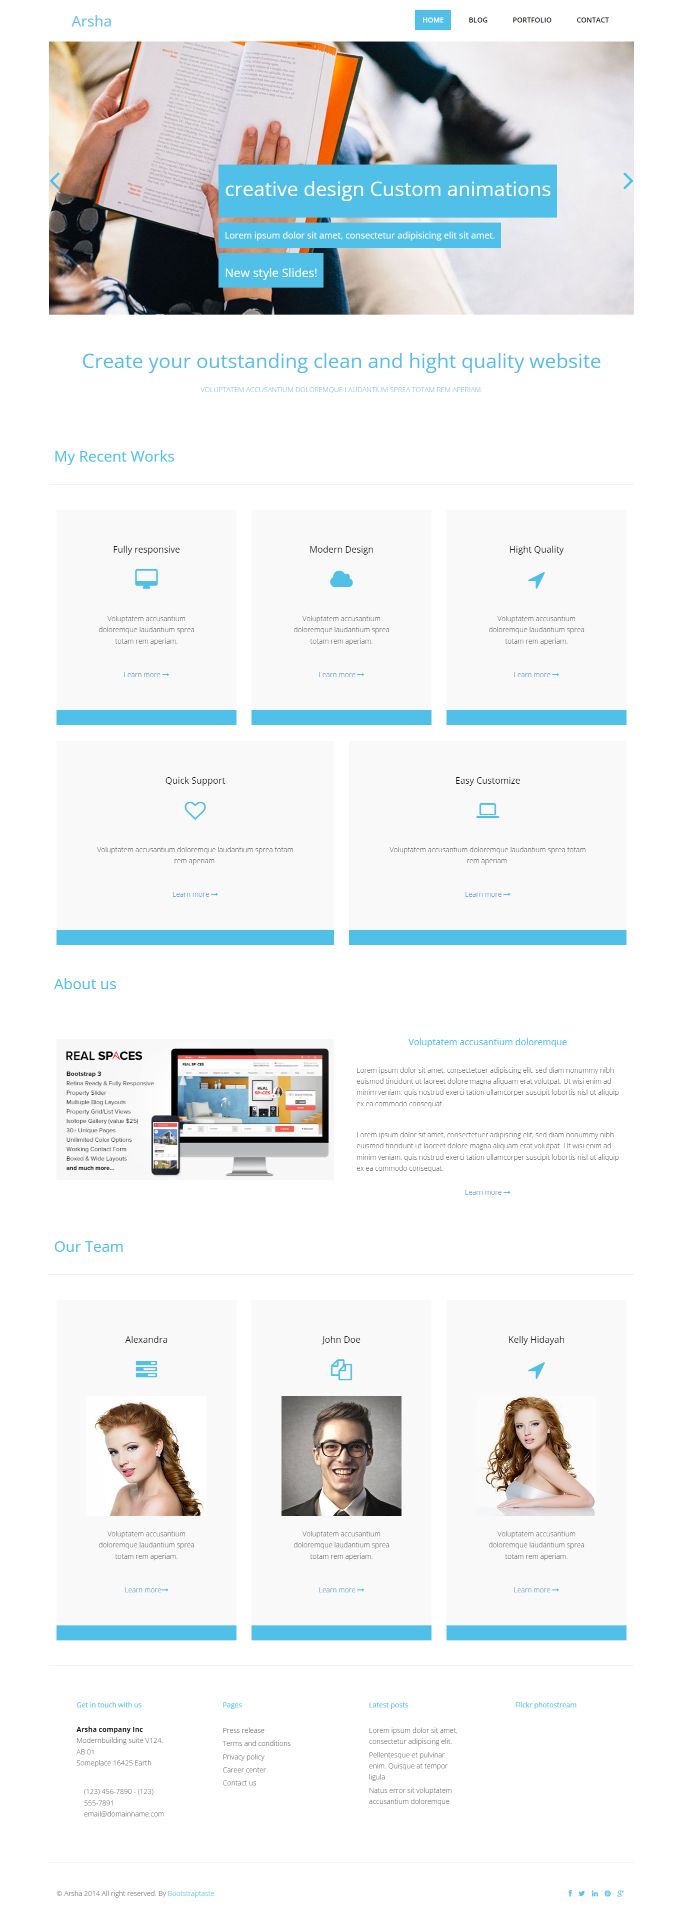 Arsha
HOME BLOG PORTFOLIO CONTACT
creative design Custom animations
Lorem ipsum dolor sit amet, consectetur adipisicing elit sit amet.
New style Slides!
Create your outstanding clean and hight quality website
VOLUPTATEM ACCUSANTIUM DOLOREMQUE LAUDANTIUM SPREA TOTAM REM APERIAM
My Recent Works
Fully responsive
Voluptatem accusantium
doloremque laudantium sprea
totam rem aperiam.
Learn more
Modern Design
Voluptatem accusantium
doloremque laudantium sprea
totam rem aperiam.
Learn more
Hight Quality
Voluptatem accusantium
doloremque laudantium sprea
totam rem aperiam.
Learn more
Quick Support
Voluptatem accusantium doloremque laudantium sprea totam
rem aperiam
Learn more
Easy Customize
Voluptatem accusantium doloremque laudantium sprea totam
rem aperiam
Learn more
About us
REAL SPACES
Bootstrap 3
Retina Ready & Fully Responsive
Property Slider
Multiple Blog Layouts
Property Grid/List Views
Isotope Gallery (value $25)
30+ Unique Pages
Unlimited Color Options
Working Contact Form
Boxed & Wide Layouts
and much more...
REAL SPACES
REAL SPACES
Voluptatem accusantium doloremque
Lorem ipsum dolor sit amet, consectetuer adipiscing elit, sed diam nonummy nibh
euismod tincidunt ut laoreet dolore magna aliquam erat volutpat. Ut wisi enim ad
minim veniam, quis nostrud exerci tation ullamcorper suscipit lobortis nisl ut aliquip
ex ea commodo consequat.
Lorem ipsum dolor sit amet, consectetuer adipiscing elit, sed diam nonummy nibh
euismod tincidunt ut laoreet dolore magna aliquam erat volutpat. Ut wisi enim ad
minim veniam, quis nostrud exerci tation ullamcorper suscipit lobortis nisl ut aliquip
ex ea commodo consequat.
Learn more
Our Team
Alexandra
Voluptatem accusantium
doloremque laudantium sprea
totam rem aperiam.
Learn more
John Doe
Voluptatem accusantium
doloremque laudantium sprea
totam rem aperiam.
Learn more
Kelly Hidayah
Voluptatem accusantium
doloremque laudantium sprea
totam rem aperiam.
Learn more
Get in touch with us
Arsha company Inc
Modernbuilding suite V124,
AB 01
Someplace 16425 Earth
(123) 456-7890 - (123)
555-7891
email@domainname.com
Pages
Press release
Terms and conditions
Privacy policy
Career center
Contact us
Latest posts
Lorem ipsum dolor sit amet,
consectetur adipiscing elit.
Pellentesque et pulvinar
enim. Quisque at tempor
ligula
Natus error sit voluptatem
accusantium doloremque
Flickr photostream
© Arsha 2014 All right reserved. By Bootstraptaste